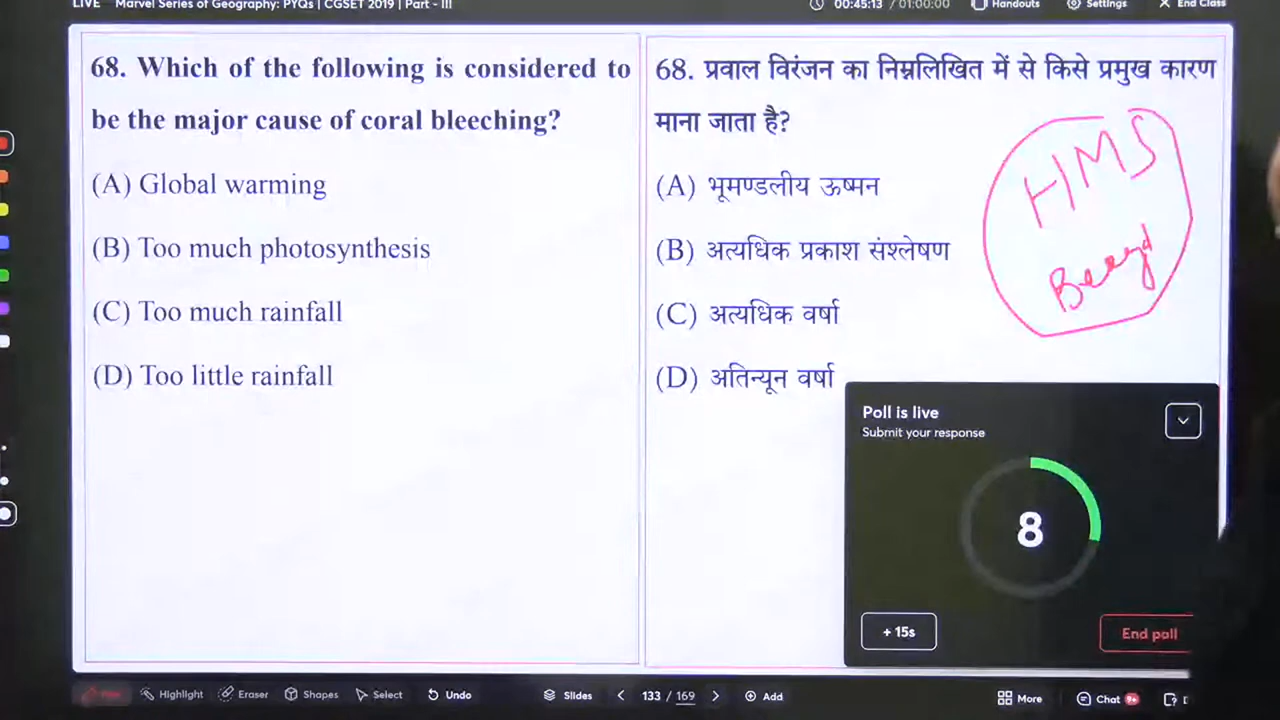 LIVE Marvel Series of Geography: PYQs | CGSET 2019 | Part - III
00:45:13 / 01:00:00 Handouts Settings End Class
68. Which of the following is considered to
be the major cause of coral bleeching?
(A) Global warming
(B) Too much photosynthesis
(C) Too much rainfall
(D) Too little rainfall
68. प्रवाल विरंजन का निम्नलिखित में से किसे प्रमुख कारण
माना जाता है?
(A) भूमण्डलीय ऊष्मन
(B) अत्यधिक प्रकाश संश्लेषण
(C) अत्यधिक वर्षा
(D) अतिन्यून वर्षा
HMS
Poll is live
Submit your response
8
+ 15s
End poll
Highlight Eraser Shapes Select Undo Slides 133 / 169 Add More Chat 9+